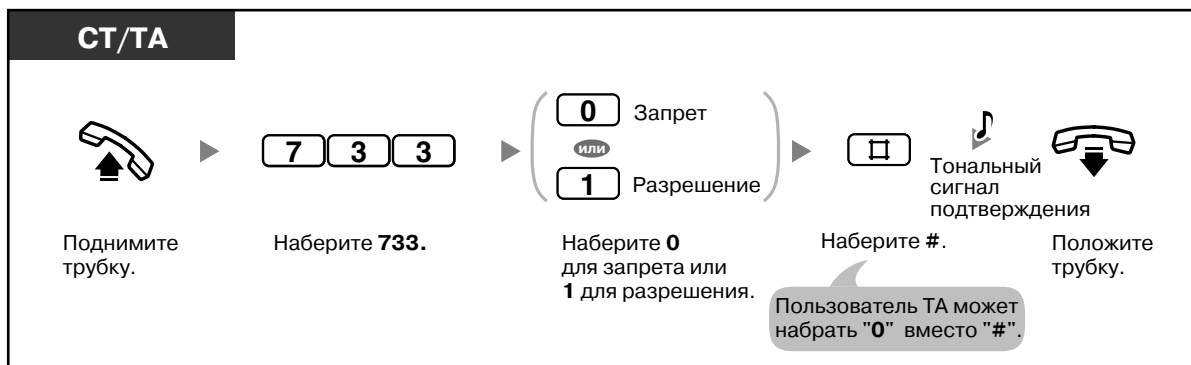 СТ/ТА
7 3 3
0 Запрет
или
1 Разрешение
#
Тональный
сигнал
подтверждения
Поднимите
трубку.
Наберите 733.
Наберите 0
для запрета или
1 для разрешения.
Наберите #.
Положите
трубку.
Пользователь ТА может
набрать "0" вместо "#".